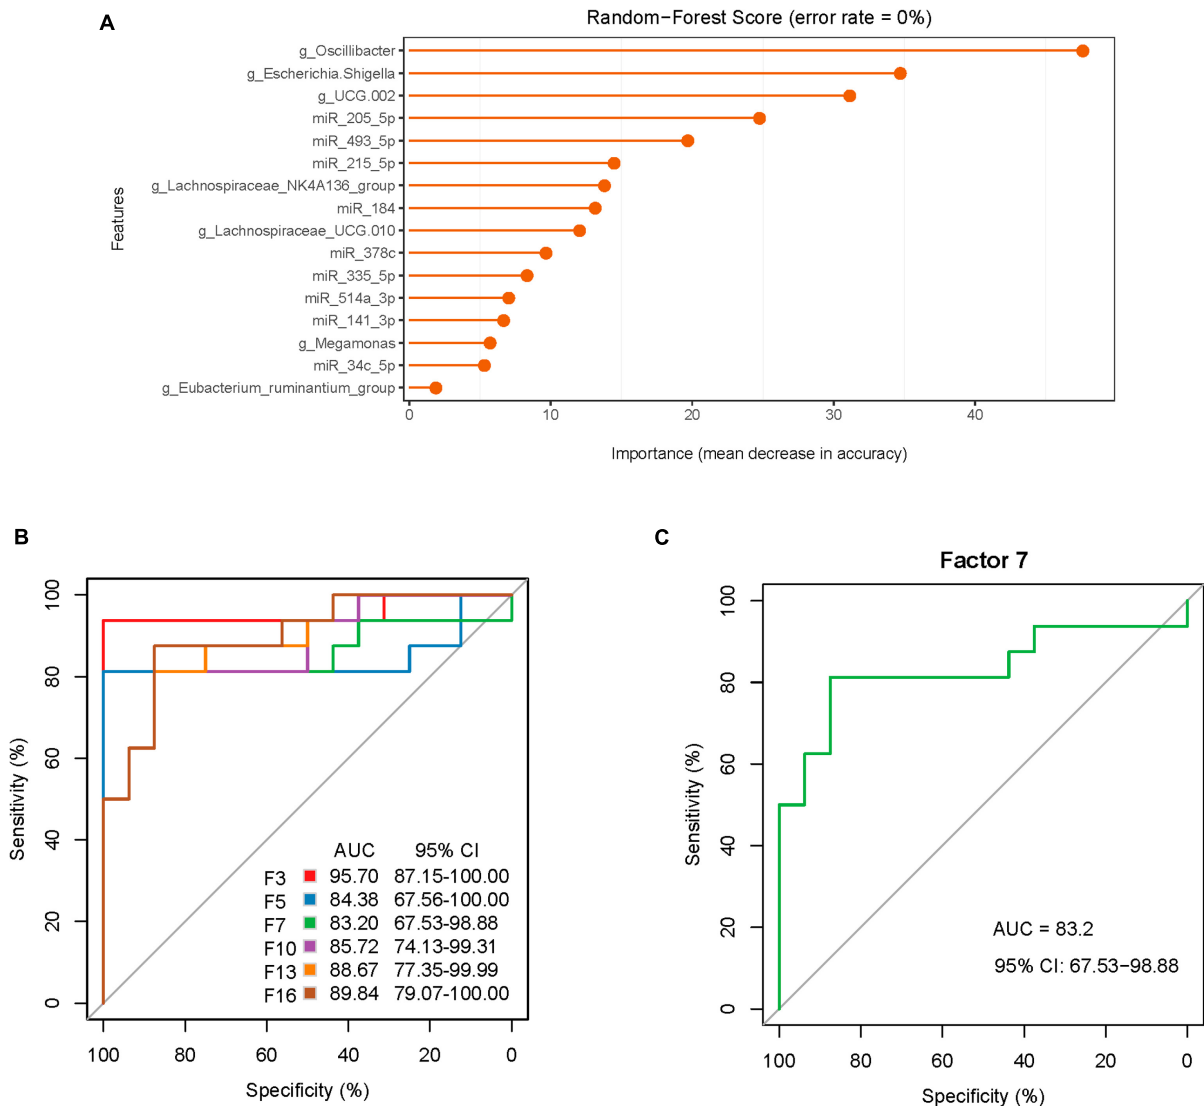 A
Random−Forest Score (error rate = 0%)
Features
g_Oscillibacter
g_Escherichia.Shigella
g_UCG.002
miR_205_5p
miR_493_5p
miR_215_5p
g_Lachnospiraceae_NK4A136_group
miR_184
g_Lachnospiraceae_UCG.010
miR_378c
miR_335_5p
miR_514a_3p
miR_141_3p
g_Megamonas
miR_34c_5p
g_Eubacterium_ruminantium_group
0 10 20 30 40
Importance (mean decrease in accuracy)
B
Sensitivity (%)
100
80
60
40
20
0
AUC 95% CI
F3 95.70 87.15-100.00
F5 84.38 67.56-100.00
F7 83.20 67.53-98.88
F10 85.72 74.13-99.31
F13 88.67 77.35-99.99
F16 89.84 79.07-100.00
100 80 60 40 20 0
Specificity (%)
C
Factor 7
Sensitivity (%)
100
80
60
40
20
0
AUC = 83.2
95% CI: 67.53−98.88
100 80 60 40 20 0
Specificity (%)